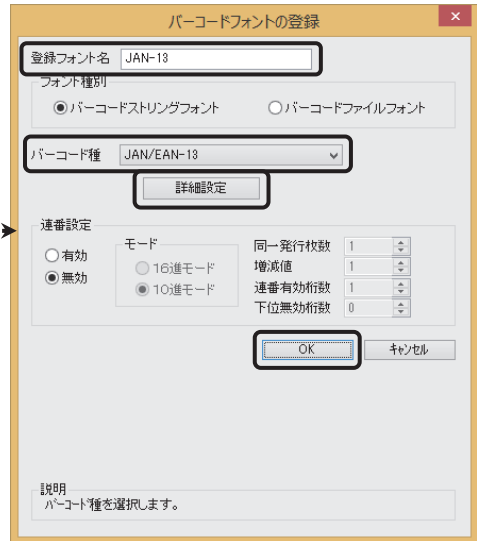 バーコードフォントの登録
登録フォント名 JAN-13
フォント種別
バーコードストリングフォント バーコードファイルフォント
バーコード種 JAN/EAN-13
詳細設定
連番設定
有効
無効
モード
16進モード
10進モード
同一発行枚数 1
増減値 1
連番有効桁数 1
下位無効桁数 0
OK キャンセル
説明
バーコード種を選択します。